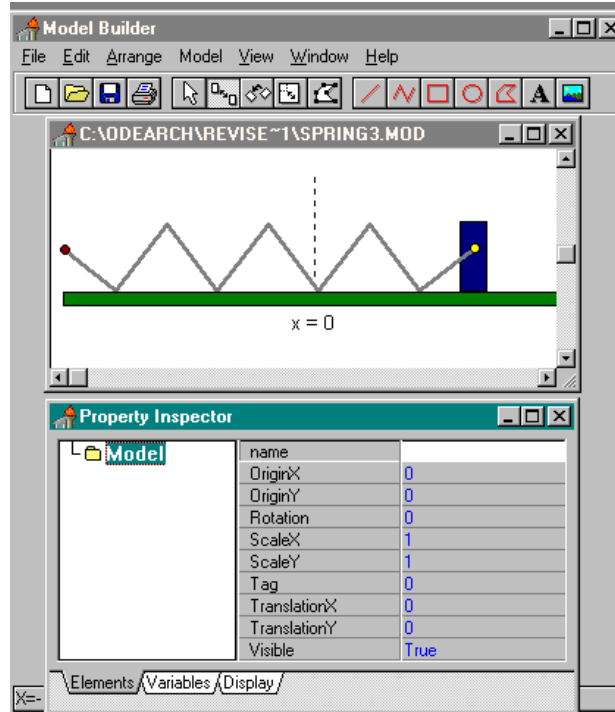 Model Builder
File Edit Arrange Model View Window Help
A
C:\ODEARCH\REVISE~1\SPRING3.MOD
x = 0
Property Inspector
Model
name
OriginX 0
OriginY 0
Rotation 0
ScaleX 1
ScaleY 1
Tag 0
TranslationX 0
TranslationY 0
Visible True
Elements Variables Display
X=-